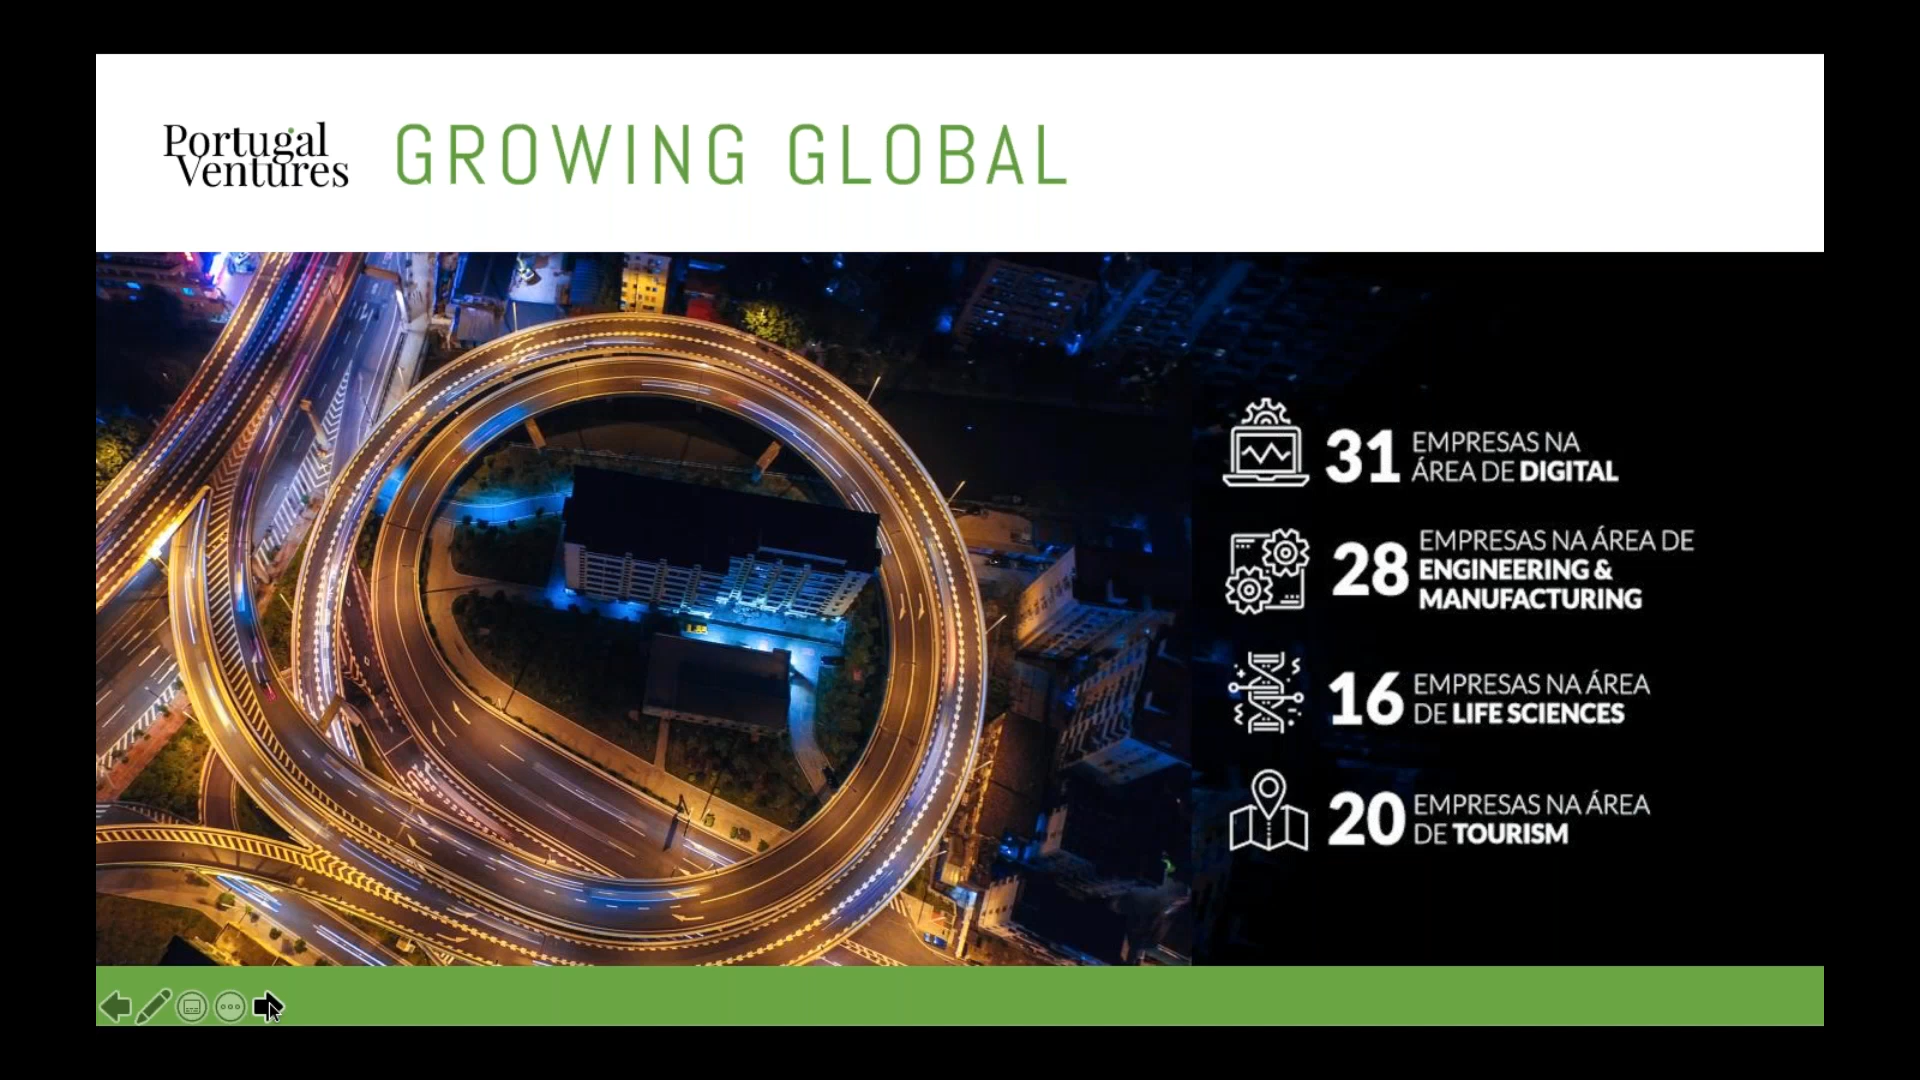 Portugal
Ventures
GROWING GLOBAL
31 EMPRESAS NA
ÁREA DE DIGITAL
28 EMPRESAS NA ÁREA DE
ENGINEERING &
MANUFACTURING
16 EMPRESAS NA ÁREA
DE LIFE SCIENCES
20 EMPRESAS NA ÁREA
DE TOURISM